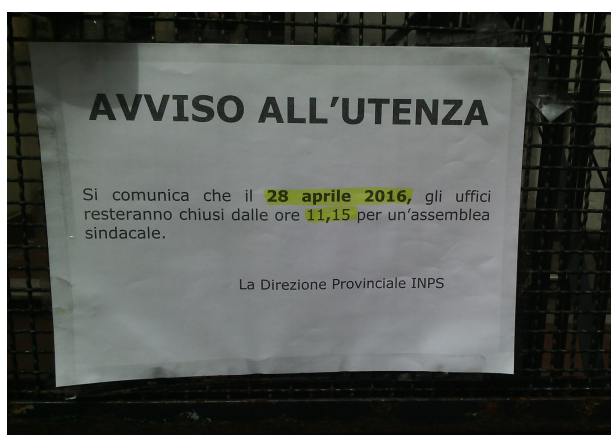 AVVISO ALL'UTENZA
Si comunica che il 28 aprile 2016, gli uffici
resteranno chiusi dalle ore 11,15 per un'assemblea
sindacale.
La Direzione Provinciale INPS